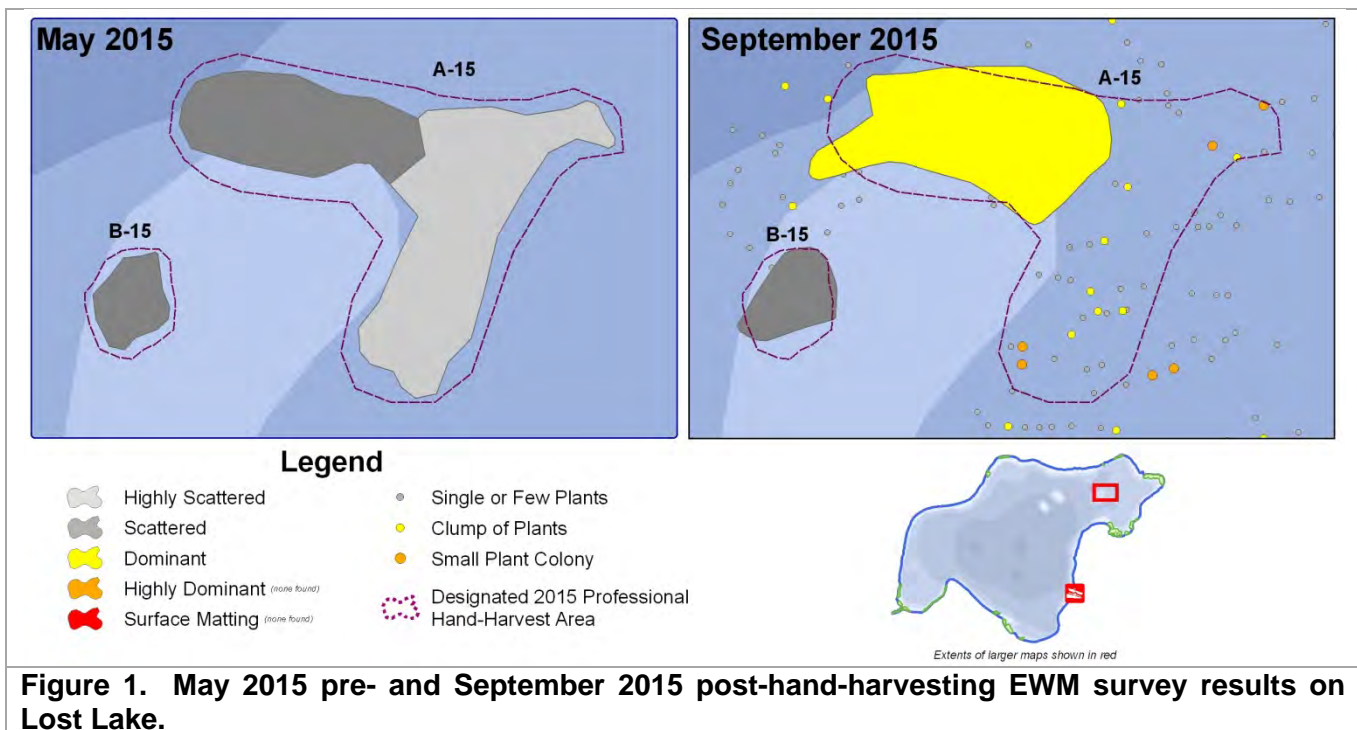 May 2015
A-15
B-15
September 2015
A-15
B-15
Legend
Highly Scattered
Scattered
Dominant
Highly Dominant (none found)
Surface Matting (none found)
Single or Few Plants
Clump of Plants
Small Plant Colony
Designated 2015 Professional
Hand-Harvest Area
Extents of larger maps shown in red
Figure 1. May 2015 pre- and September 2015 post-hand-harvesting EWM survey results on
Lost Lake.